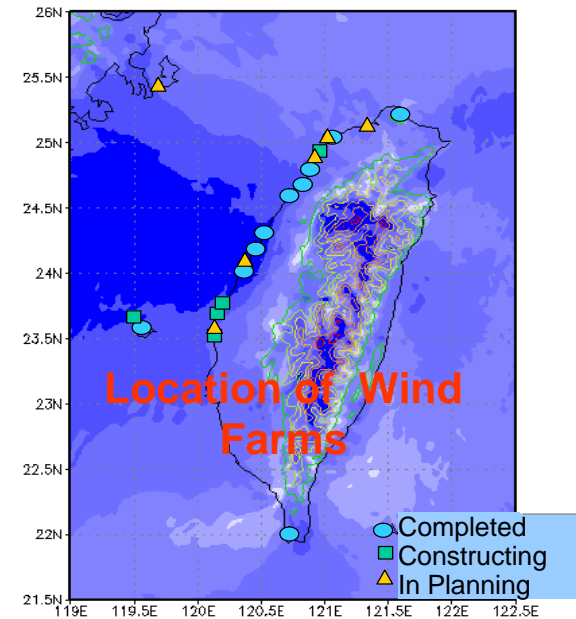 26N
25.5N
25N
24.5N
24N
23.5N
23N
22.5N
22N
21.5N
Location of Wind
Farms
Completed
Constructing
In Planning
119E 119.5E 120E 120.5E 121E 121.5E 122E 122.5E